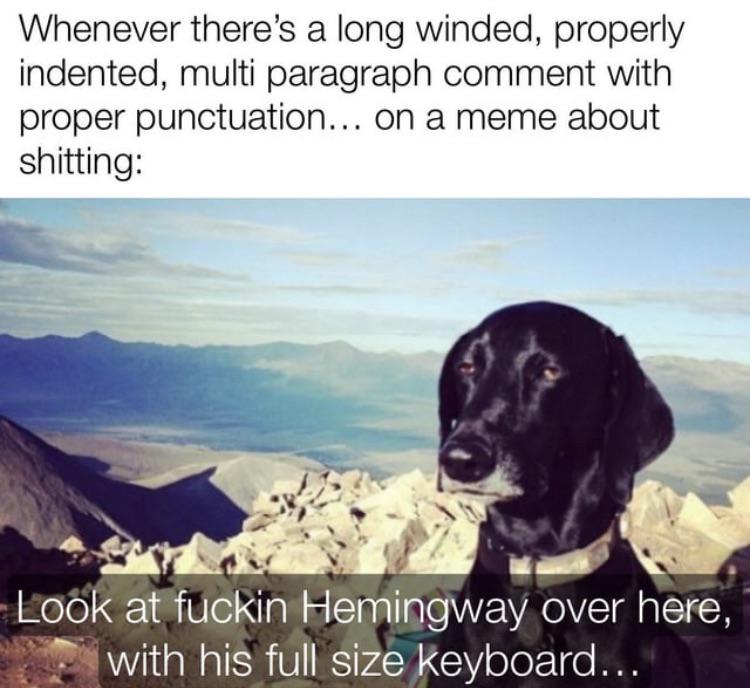 Whenever there’s a long winded, properly
indented, multi paragraph comment with
proper punctuation... on a meme about
shitting:
Look at fuckin Hemingway over here,
with his full size keyboard...